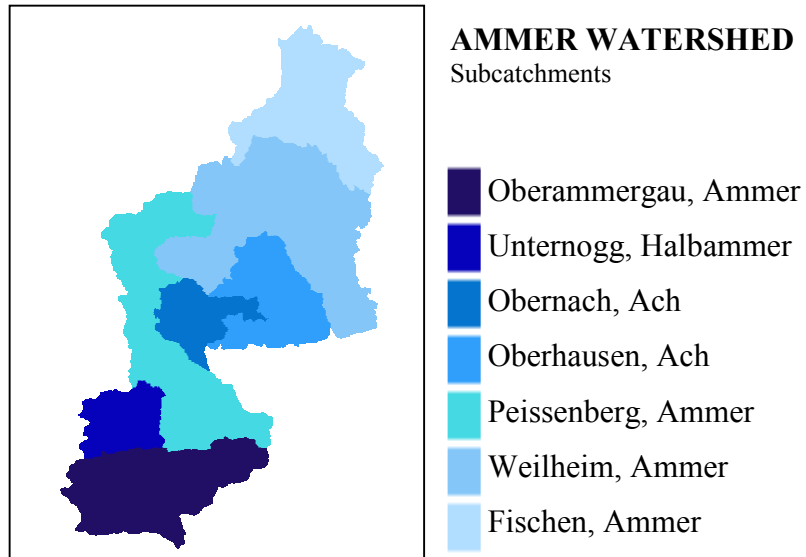 AMMER WATERSHED
Subcatchments
Oberammergau, Ammer
Unternogg, Halbammer
Obernach, Ach
Oberhausen, Ach
Peissenberg, Ammer
Weilheim, Ammer
Fischen, Ammer